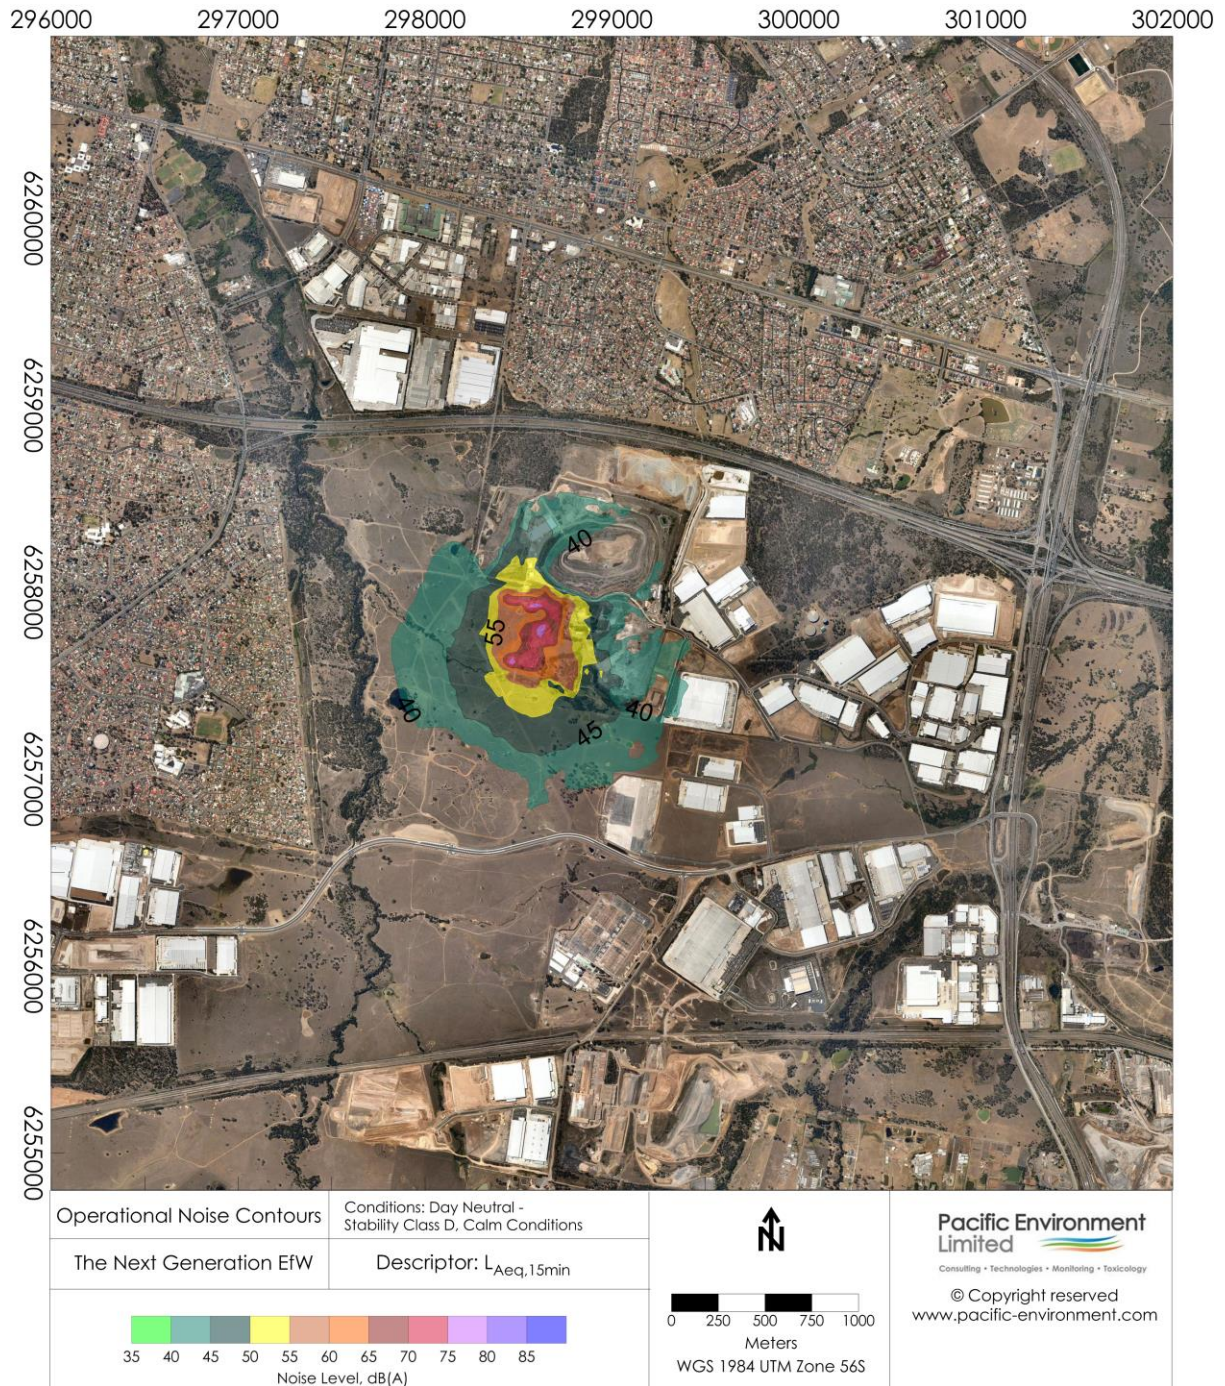 296000 297000 298000 299000 300000 301000 302000
6260000
6259000
6258000
6257000
6256000
6255000
40
55
40
40
45
Operational Noise Contours
Conditions: Day Neutral -
Stability Class D, Calm Conditions
The Next Generation EfW
Descriptor: LAeq,15min
35 40 45 50 55 60 65 70 75 80 85
Noise Level, dB(A)
N
0 250 500 750 1000
Meters
WGS 1984 UTM Zone 56S
Pacific Environment
Limited
Consulting • Technologies • Monitoring • Toxicology
© Copyright reserved
www.pacific-environment.com